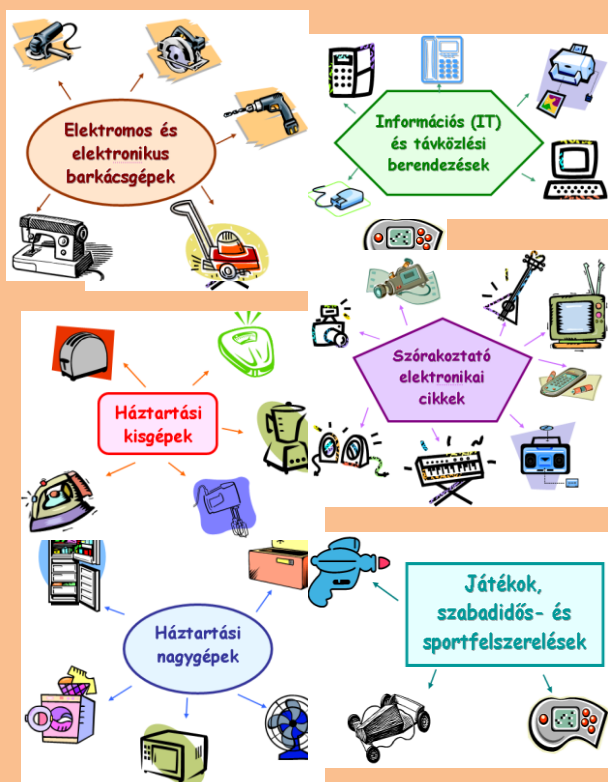 Elektromos és
elektronikus
barkácsgépek
Információs (IT)
és távközlési
berendezések
Szórakoztató
elektronikai
cikkek
Háztartási
kisgépek
Háztartási
nagygépek
Játékok,
szabadidős- és
sportfelszerelések